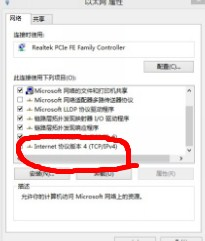 以太网 属性
网络 共享
连接时使用:
Realtek PCIe FE Family Controller
配置(C)...
此连接使用下列项目(O):
Microsoft 网络的文件和打印机共享
Microsoft 网络适配器多路传送器协议
Microsoft LLDP 协议驱动程序
链路层拓扑发现映射器 I/O 驱动程序
链路层拓扑发现响应程序
Internet 协议版本 4 (TCP/IPv4)
属性(R)
描述
允许你的计算机访问 Microsoft 网络上的资源。